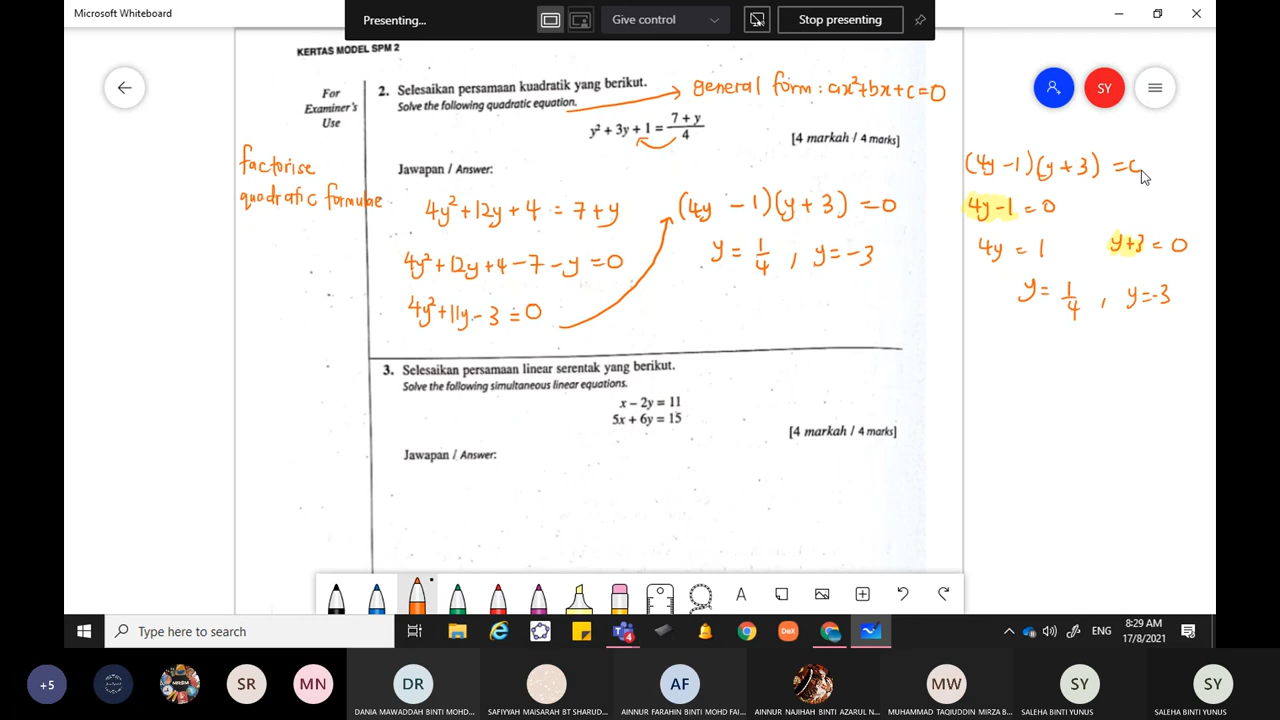 Microsoft Whiteboard
Presenting...
Give control
Stop presenting
KERTAS MODEL SPM 2
For
Examiner's
Use
2. Selesaikan persamaan kuadratik yang berikut.
Solve the following quadratic equation.
general form : ax²+bx+c=0
y² + 3y + 1 = (7 + y)/4
[4 markah / 4 marks]
Jawapan / Answer:
factorise
quadratic formulae
4y²+12y+4 = 7+y
4y²+12y+4-7-y=0
4y²+11y-3=0
(4y -1)(y+3) =0
y = 1/4 , y=-3
(4y -1)(y+3) =
4y-1 = 0
4y = 1
y+3 = 0
y= 1/4 , y=-3
3. Selesaikan persamaan linear serentak yang berikut.
Solve the following simultaneous linear equations.
x – 2y = 11
5x + 6y = 15
[4 markah / 4 marks]
Jawapan / Answer:
SY
A
Type here to search
4
DeX
ENG
8:29 AM
17/8/2021
+5
SR
MN
DR
DANIA MAWADDAH BINTI MOHD...
SAFIYYAH MAISARAH BT SHARUD...
AF
AINNUR FARAHIN BINTI MOHD FAI...
AINNUR NAJIHAH BINTI AZARUL N...
MW
MUHAMMAD TAQIUDDIN MIRZA B...
SY
SALEHA BINTI YUNUS
SY
SALEHA BINTI YUNUS